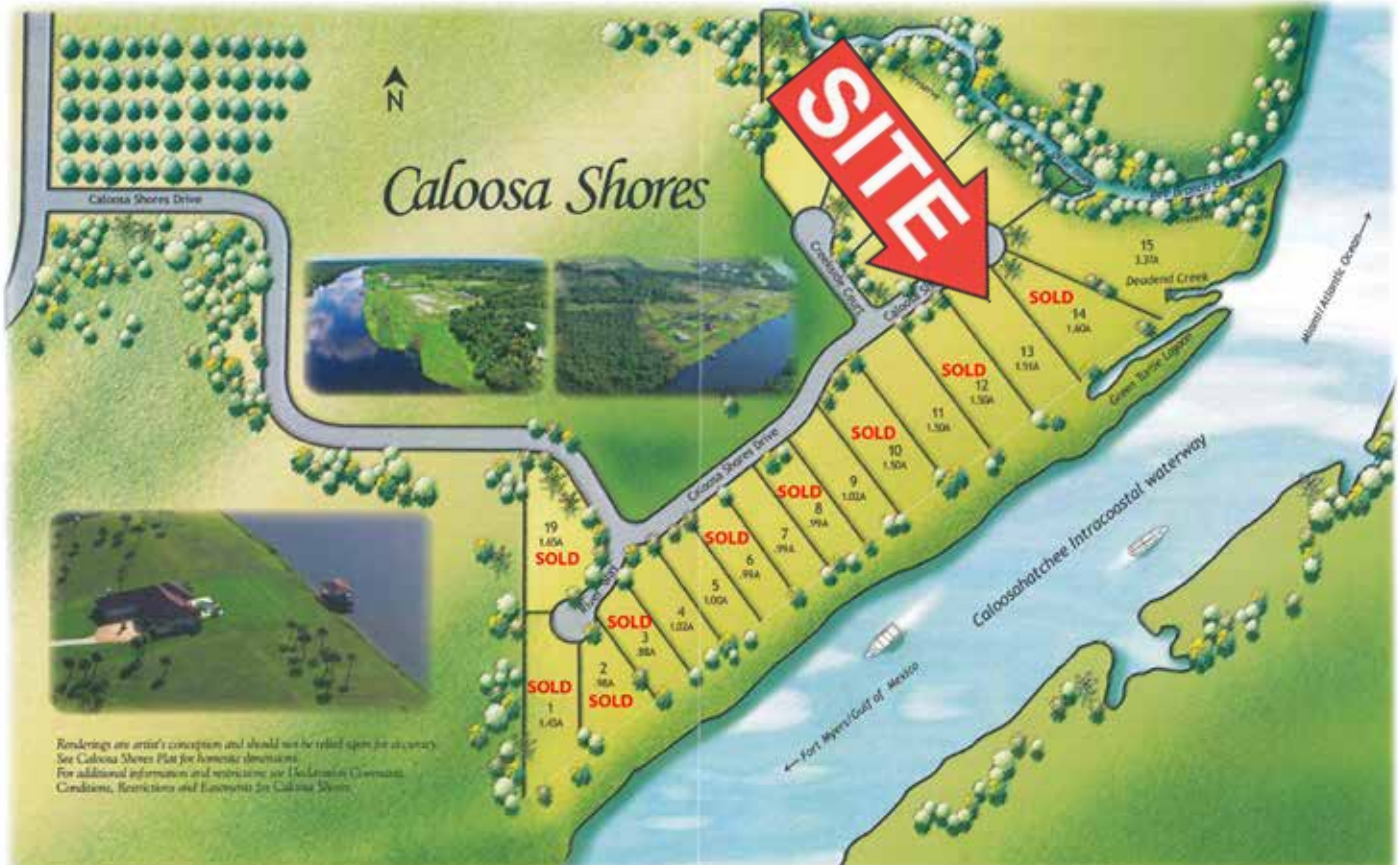 N
SITE
Caloosa Shores
Caloosa Shores Drive
Creekside Court
15
3.37A
Deadend Creek
SOLD
14
1.60A
Green Turtle Lagoon
Miami/Atlantic Ocean
13
1.51A
SOLD
12
1.50A
11
1.50A
SOLD
10
1.50A
9
1.02A
SOLD
8
.99A
7
.99A
SOLD
6
.99A
5
1.00A
4
1.02A
SOLD
3
.88A
2
.98A
SOLD
SOLD
1
1.43A
19
1.65A
SOLD
Caloosa Shores Drive
Caloosahatchee Intracoastal waterway
Fort Myers/Gulf of Mexico
Renderings are artist's conception and should not be relied upon for accuracy.
See Caloosa Shores Plat for homesite dimensions.
For additional information and restrictions see Declaration Covenants,
Conditions, Restrictions and Easements for Caloosa Shores.